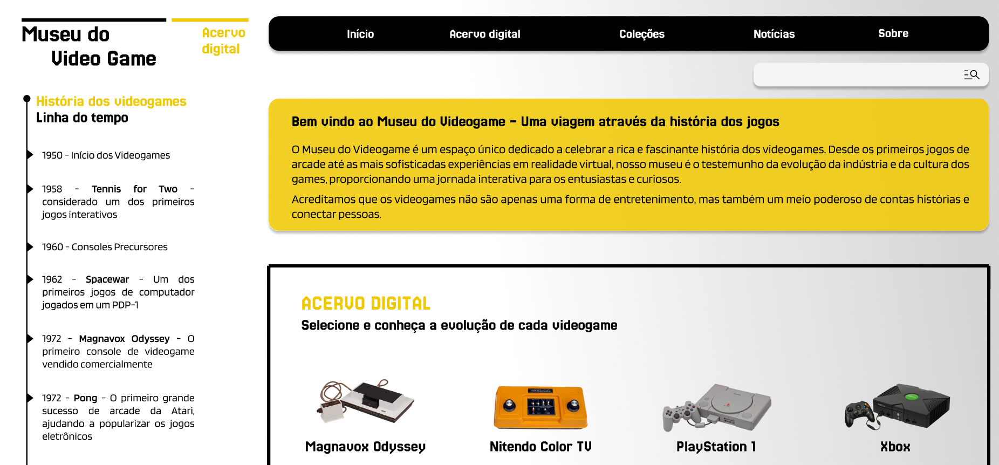 Museu do
Video Game
Acervo
digital
Início
Acervo digital
Coleções
Notícias
Sobre
História dos videogames
Linha do tempo
1950 - Início dos Videogames
1958 - Tennis for Two -
considerado um dos primeiros
jogos interativos
1960 - Consoles Precursores
1962 - Spacewar - Um dos
primeiros jogos de computador
jogados em um PDP-1
1972 - Magnavox Odyssey - O
primeiro console de videogame
vendido comercialmente
1972 - Pong - O primeiro grande
sucesso de arcade da Atari,
ajudando a popularizar os jogos
eletrônicos
Bem vindo ao Museu do Videogame - Uma viagem através da história dos jogos
O Museu do Videogame é um espaço único dedicado a celebrar a rica e fascinante história dos videogames. Desde os primeiros jogos de
arcade até as mais sofisticadas experiências em realidade virtual, nosso museu é o testemunho da evolução da indústria e da cultura dos
games, proporcionando uma jornada interativa para os entusiastas e curiosos.
Acreditamos que os videogames não são apenas uma forma de entretenimento, mas também um meio poderoso de contas histórias e
conectar pessoas.
ACERVO DIGITAL
Selecione e conheça a evolução de cada videogame
Magnavox Odyssey
Nitendo Color TV
PlayStation 1
Xbox